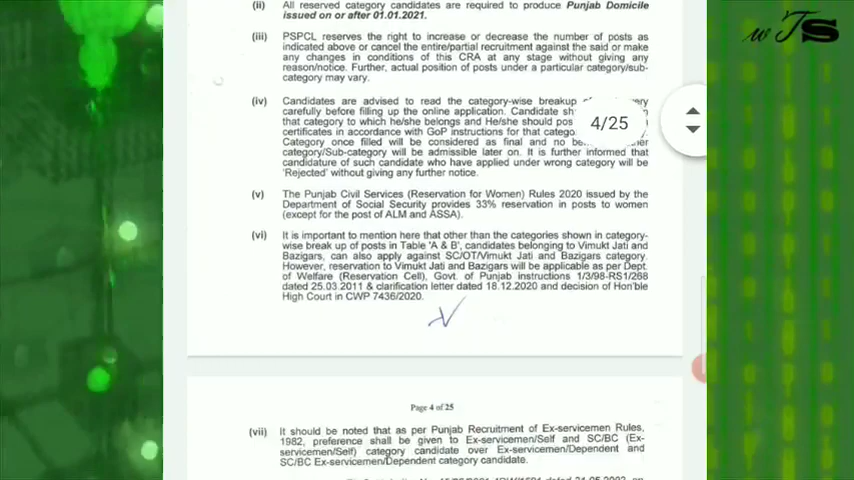 (ii) All reserved category candidates are required to produce Punjab Domicile
issued on or after 01.01.2021.
(iii) PSPCL reserves the right to increase or decrease the number of posts as
indicated above or cancel the entire/partial recruitment against the said or make
any changes in conditions of this CRA at any stage without giving any
reason/notice. Further, actual position of posts under a particular category/sub-
category may vary.
(iv) Candidates are advised to read the category-wise breakup
carefully before filling up the online application. Candidate
that category to which he/she belongs and He/she should
certificates in accordance with GoP instructions for that
Category once filled will be considered as final and no
category/Sub-category will be admissible later on. It is further informed that
candidature of such candidate who have applied under wrong category will be
'Rejected' without giving any further notice.
(v) The Punjab Civil Services (Reservation for Women) Rules 2020 issued by the
Department of Social Security provides 33% reservation in posts to women
(except for the post of ALM and ASSA).
(vi) It is important to mention here that other than the categories shown in category-
wise break up of posts in Table 'A & B', candidates belonging to Vimukt Jati and
Bazigars, can also apply against SC/OT/Vimukt Jati and Bazigars category.
However, reservation to Vimukt Jati and Bazigars will be applicable as per Dept.
of Welfare (Reservation Cell), Govt. of Punjab instructions 1/3/98-RS1/268
dated 25.03.2011 & clarification letter dated 18.12.2020 and decision of Hon'ble
High Court in CWP 7436/2020.
4/25
wJS
Page 4 of 25
(vii) It should be noted that as per Punjab Recruitment of Ex-servicemen Rules,
1982, preference shall be given to Ex-servicemen/Self and SC/BC (Ex-
servicemen/Self) category candidate over Ex-servicemen/Dependent and
SC/BC Ex-servicemen/Dependent category candidate.